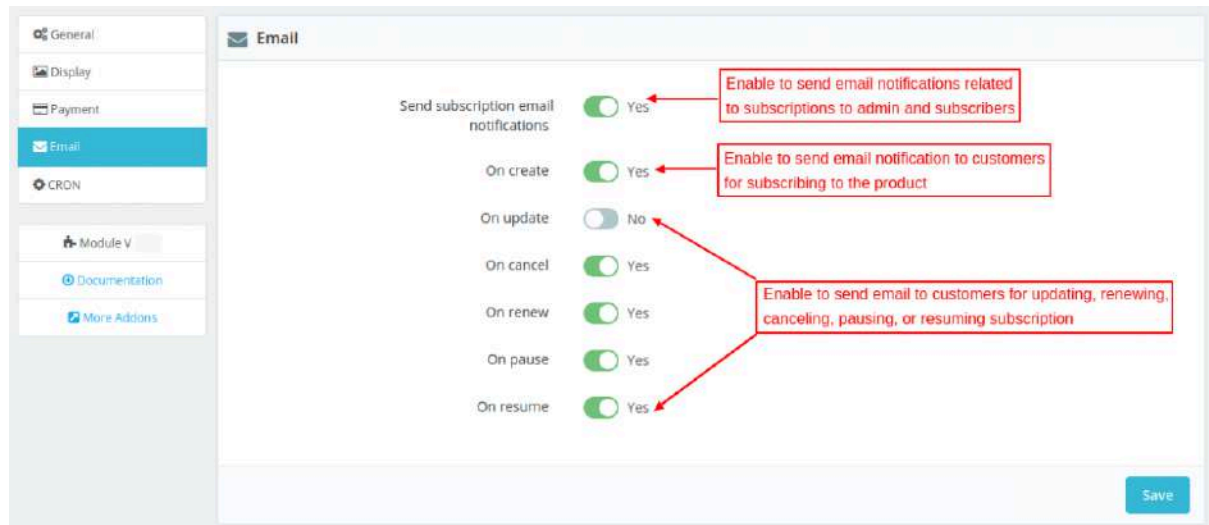 General
Display
Payment
Email
CRON
Module V
Documentation
More Addons
Email
Send subscription email
notifications
Yes
Enable to send email notifications related
to subscriptions to admin and subscribers
On create
Yes
Enable to send email notification to customers
for subscribing to the product
On update
No
On cancel
Yes
On renew
Yes
Enable to send email to customers for updating, renewing,
canceling, pausing, or resuming subscription
On pause
Yes
On resume
Yes
Save